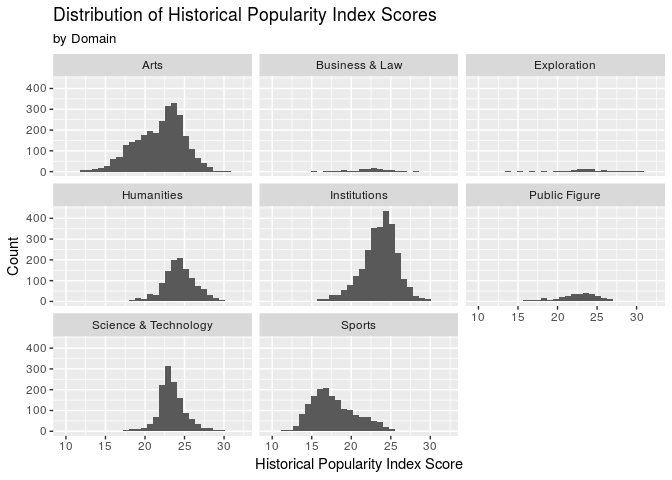 Distribution of Historical Popularity Index Scores
by Domain
Arts
Business & Law
Exploration
400
300
200
100
0
Humanities
Institutions
Public Figure
400
300
200
100
0
10 15 20 25 30
Science & Technology
Sports
400
300
200
100
0
10 15 20 25 30
10 15 20 25 30
Count
Historical Popularity Index Score